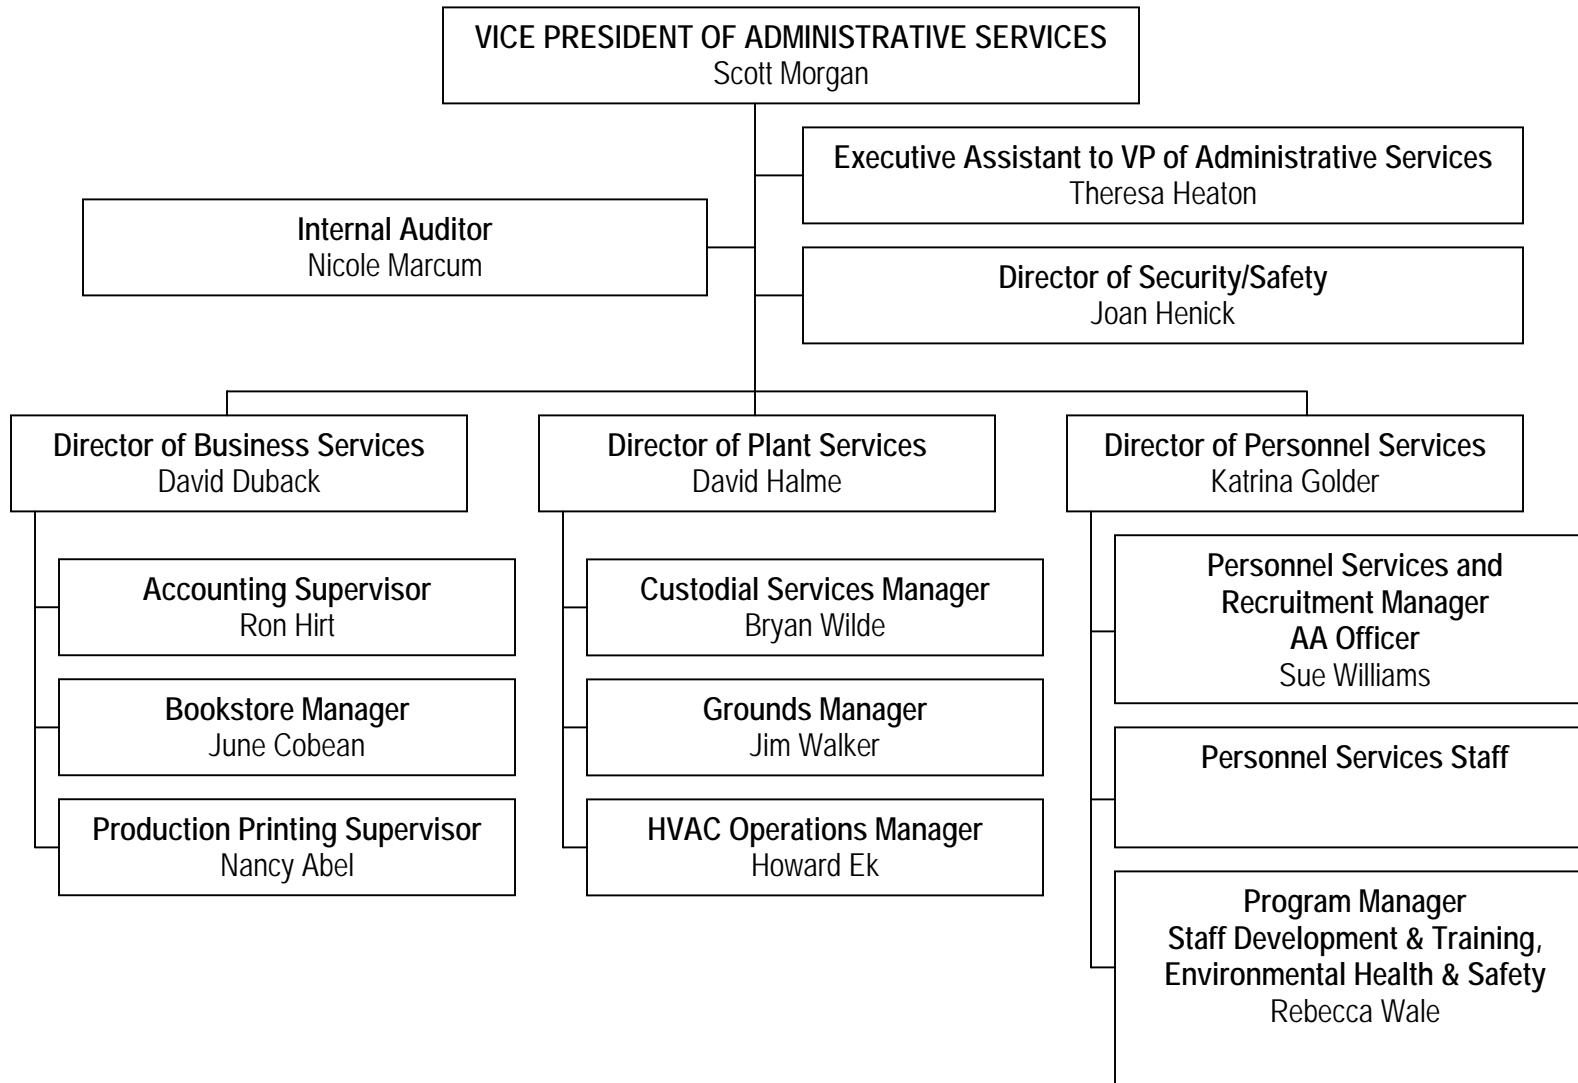 VICE PRESIDENT OF ADMINISTRATIVE SERVICES
Scott Morgan
Executive Assistant to VP of Administrative Services
Theresa Heaton
Internal Auditor
Nicole Marcum
Director of Security/Safety
Joan Henick
Director of Business Services
David Duback
Director of Plant Services
David Halme
Director of Personnel Services
Katrina Golder
Accounting Supervisor
Ron Hirt
Bookstore Manager
June Cobean
Production Printing Supervisor
Nancy Abel
Custodial Services Manager
Bryan Wilde
Grounds Manager
Jim Walker
HVAC Operations Manager
Howard Ek
Personnel Services and
Recruitment Manager
AA Officer
Sue Williams
Personnel Services Staff
Program Manager
Staff Development & Training,
Environmental Health & Safety
Rebecca Wale